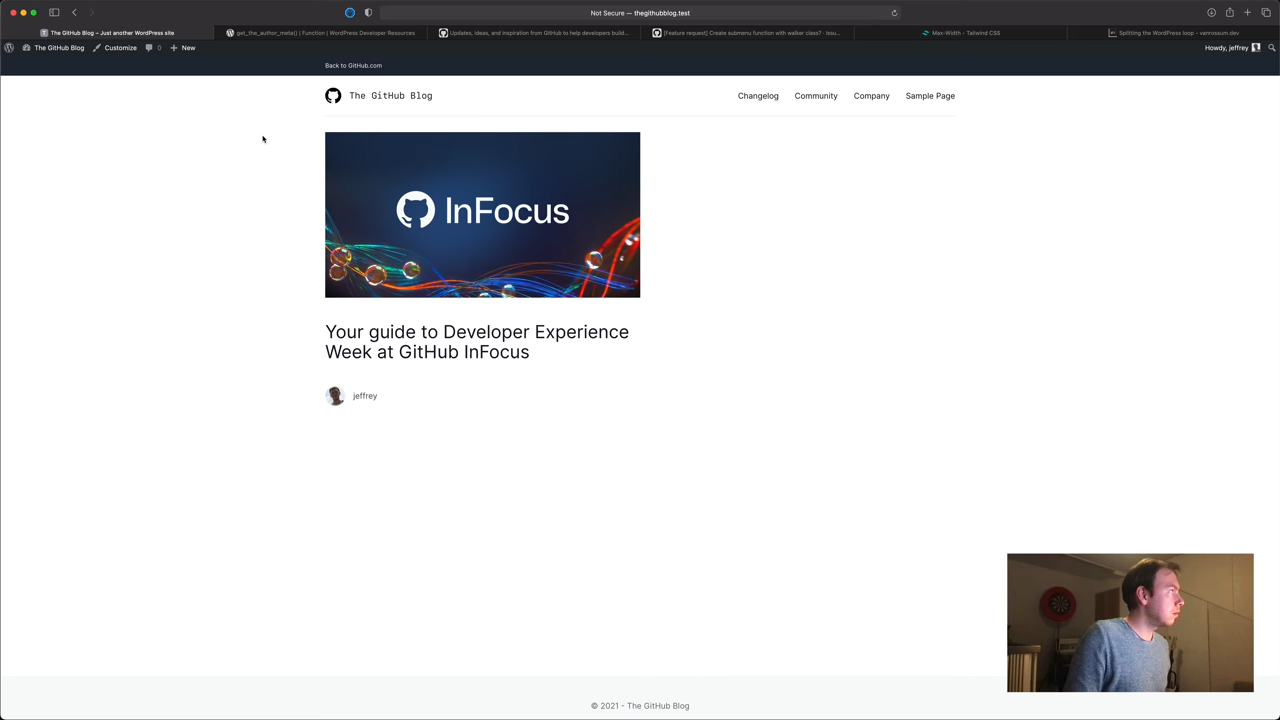 Not Secure — thegithubblog.test
The GitHub Blog – Just another WordPress site
get_the_author_meta() | Function | WordPress Developer Resources
Updates, ideas, and inspiration from GitHub to help developers build...
[Feature request] Create submenu function with walker class? · Issu...
Max-Width - Tailwind CSS
Splitting the WordPress loop - vanrossum.dev
The GitHub Blog
Customize
0
New
Howdy, jeffrey
Back to GitHub.com
The GitHub Blog
Changelog
Community
Company
Sample Page
InFocus
Your guide to Developer Experience
Week at GitHub InFocus
jeffrey
© 2021 - The GitHub Blog